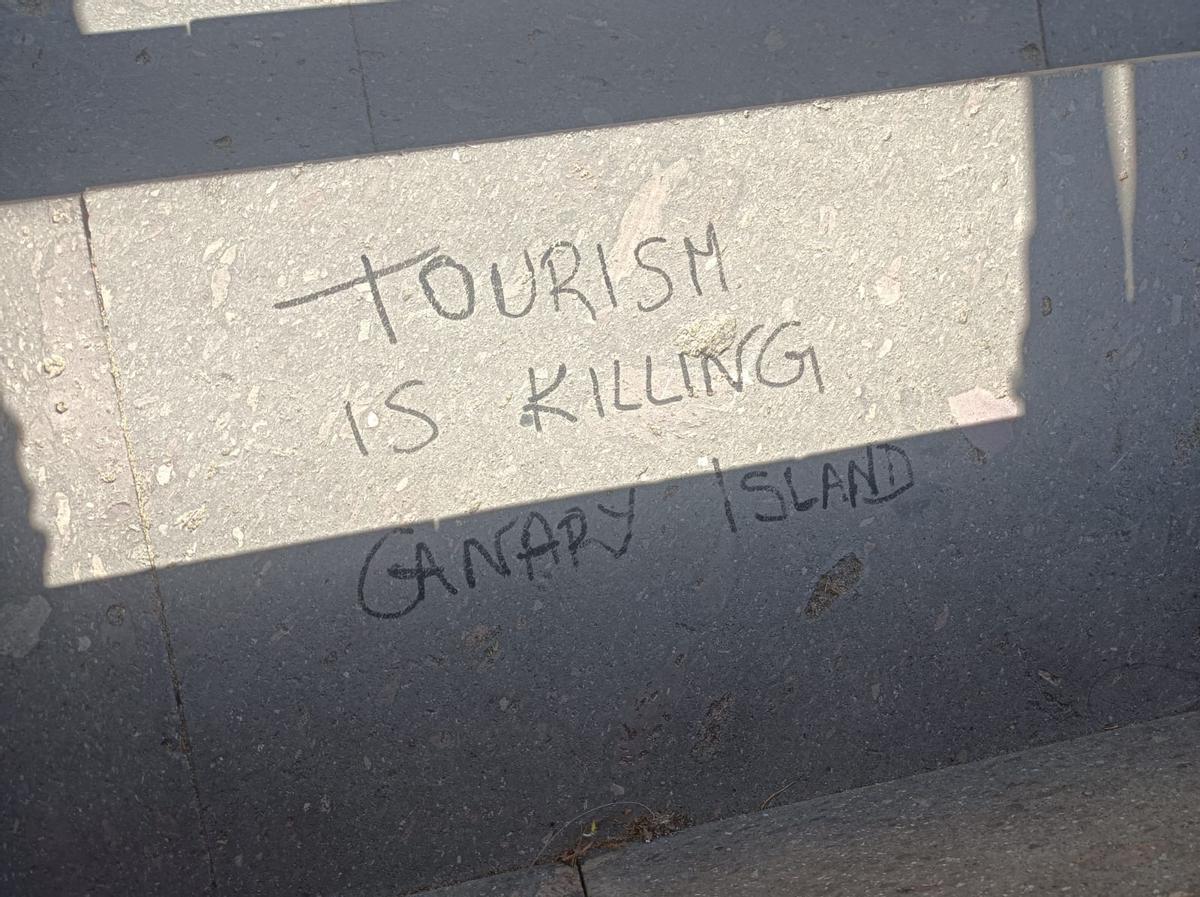 TOURISM
IS KILLING
CANARY ISLAND